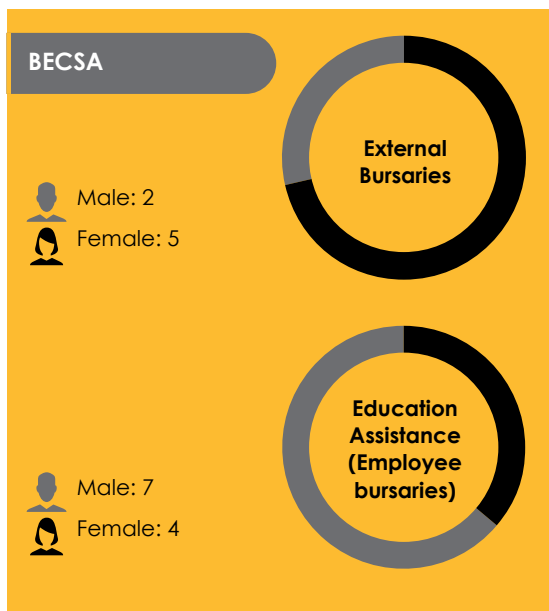 BECSA
External
Bursaries
Male: 2
Female: 5
Education
Assistance
(Employee
bursaries)
Male: 7
Female: 4